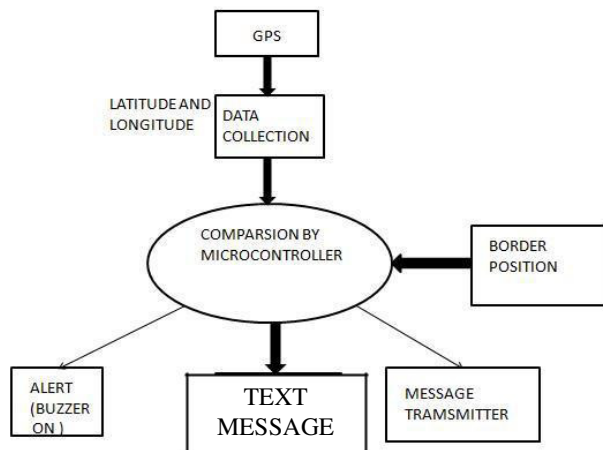 GPS
LATITUDE AND
LONGITUDE
DATA
COLLECTION
COMPARSION BY
MICROCONTROLLER
BORDER
POSITION
ALERT
(BUZZER
ON )
TEXT
MESSAGE
MESSAGE
TRAMSMITTER